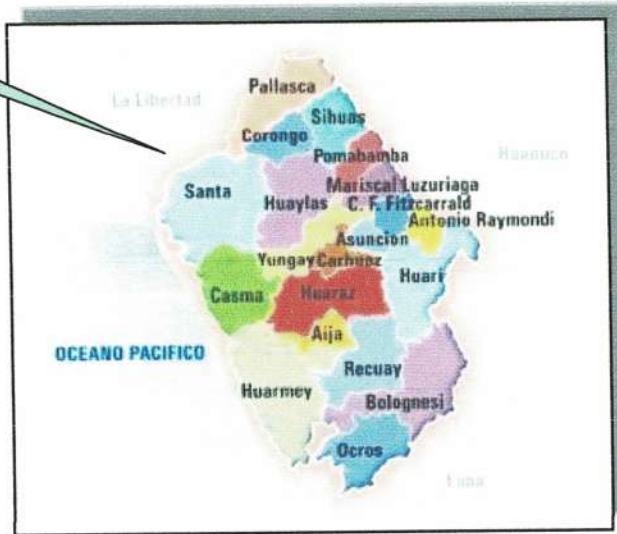 Pallasca
La Libertad
Sihuas
Corongo
Pomabamba
Huanuco
Santa
Mariscal Luzuriaga
Huaylas
C. F. Fitzcarrald
Antonio Raymondi
Asuncion
Yungay
Carhuaz
Huari
Casma
Huaraz
Aija
OCEANO PACIFICO
Recuay
Huarmey
Bolognesi
Ocros
Lima